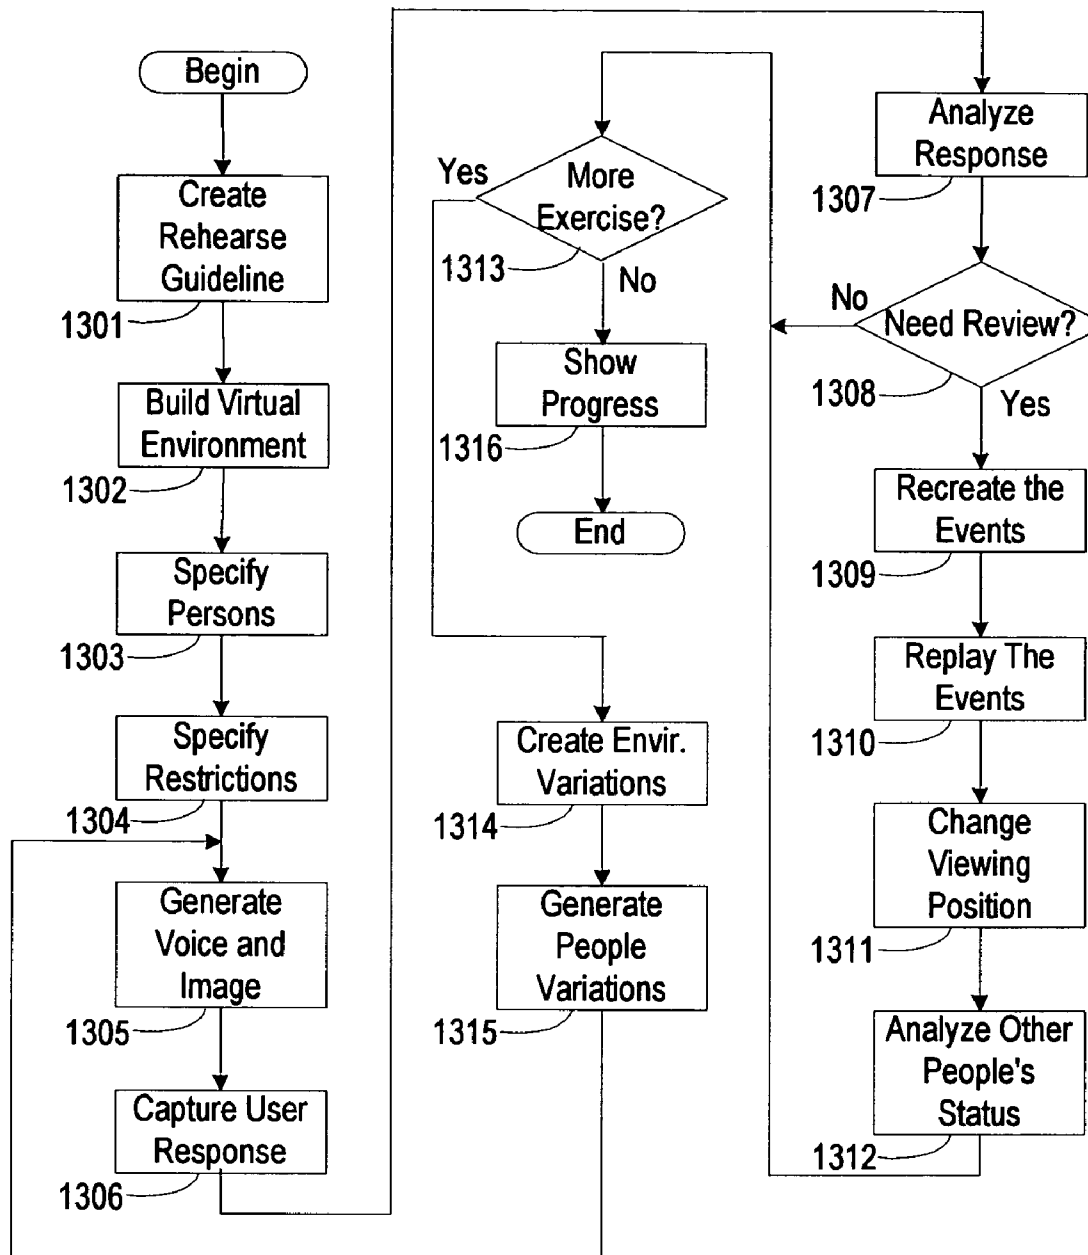 Begin
Create
Rehearse
Guideline
1301
Build Virtual
Environment
1302
Specify
Persons
1303
Specify
Restrictions
1304
Generate
Voice and
Image
1305
Capture User
Response
1306
Yes
More
Exercise?
1313
No
Show
Progress
1316
End
Create Envir.
Variations
1314
Generate
People
Variations
1315
Analyze
Response
1307
No
Need Review?
1308
Yes
Recreate the
Events
1309
Replay The
Events
1310
Change
Viewing
Position
1311
Analyze Other
People's
Status
1312